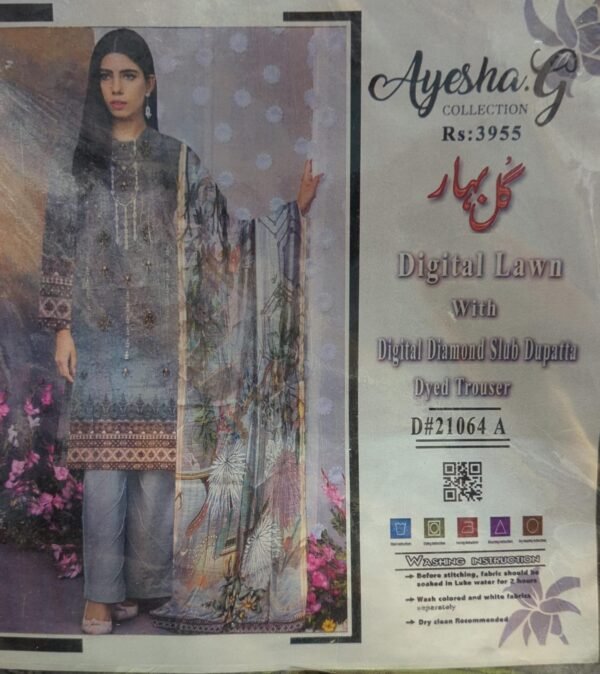 Ayesha.G
COLLECTION
Rs:3955
گُل بہار
Digital Lawn
With
Digital Diamond Slub Dupatta
Dyed Trouser
D#21064 A
WASHING INSTRUCTION
→ Before stitching, fabric should be
soaked in Luke water for 2 hours
→ Wash colored and white fabrics
separately
→ Dry clean Recommended